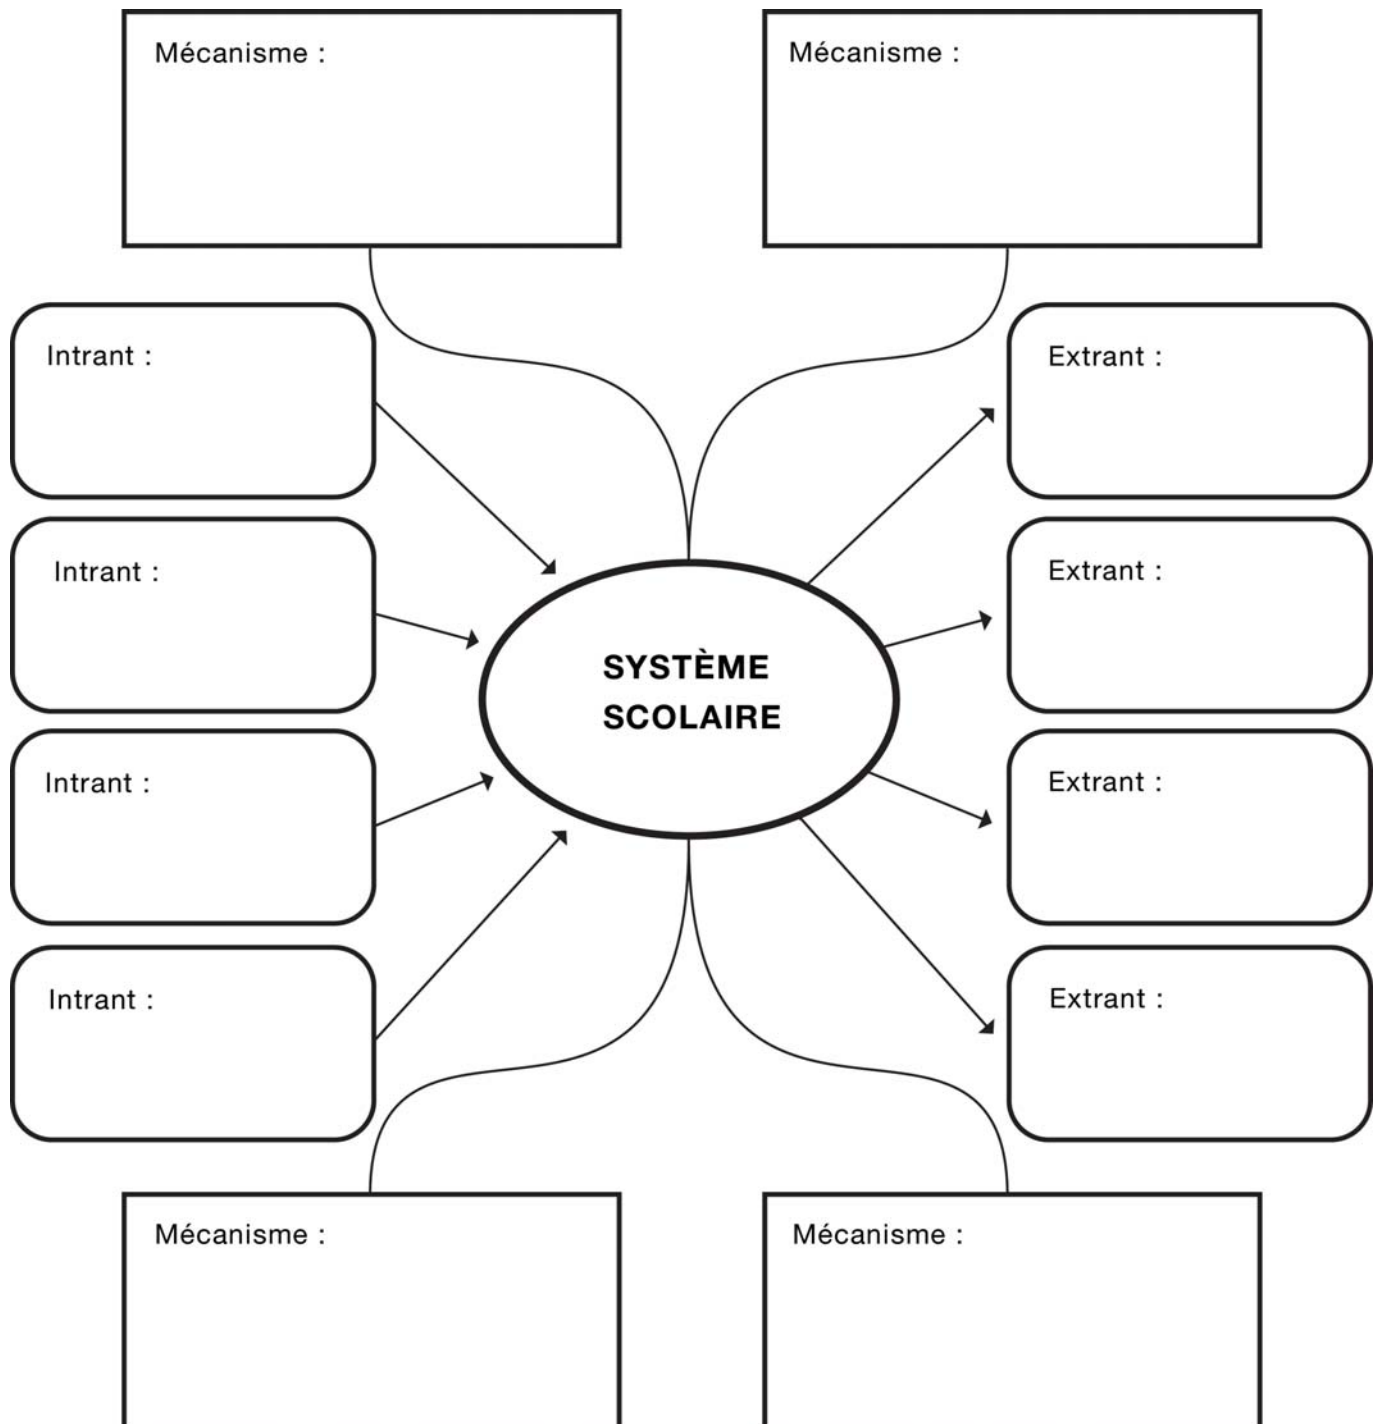 Mécanisme :
Mécanisme :
Intrant :
Extrant :
Intrant :
Extrant :
SYSTÈME
SCOLAIRE
Intrant :
Extrant :
Intrant :
Extrant :
Mécanisme :
Mécanisme :